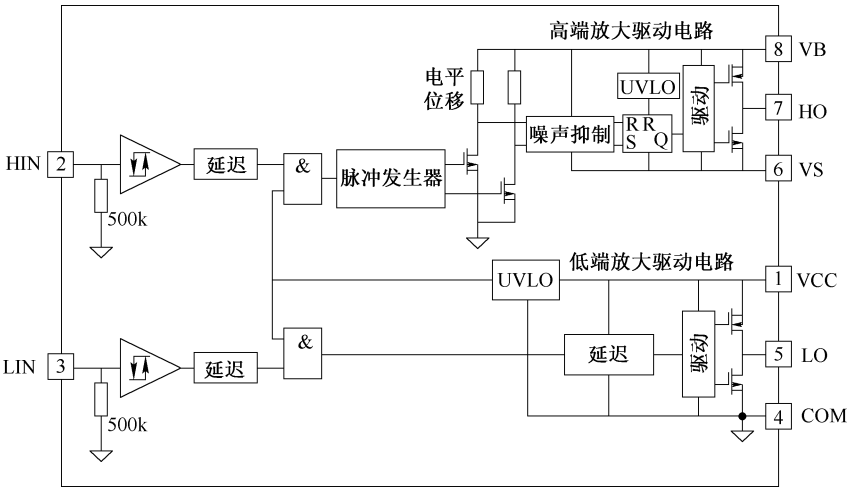 高端放大驱动电路
8 VB
电平
位移
UVLO
驱动
7 HO
噪声抑制
R R
S Q
HIN 2
延迟
&
脉冲发生器
6 VS
500k
低端放大驱动电路
UVLO
1 VCC
&
延迟
驱动
5 LO
LIN 3
延迟
500k
4 COM